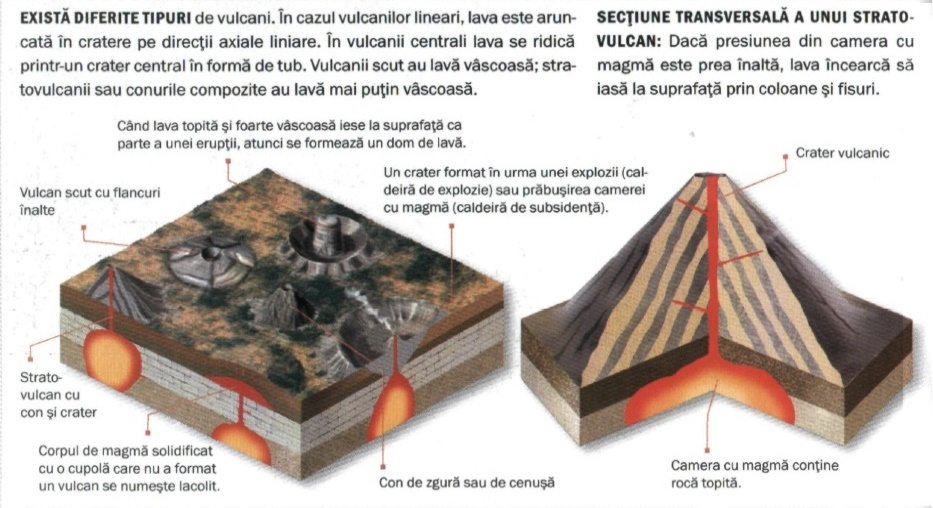 EXISTĂ DIFERITE TIPURI de vulcani. În cazul vulcanilor lineari, lava este arun-
cată în cratere pe direcții axiale liniare. În vulcanii centrali lava se ridică
printr-un crater central în formă de tub. Vulcanii scut au lavă vâscoasă; stra-
tovulcanii sau conurile compozite au lavă mai puțin vâscoasă.
SECȚIUNE TRANSVERSALĂ A UNUI STRATO-
VULCAN: Dacă presiunea din camera cu
magmă este prea înaltă, lava încearcă să
iasă la suprafață prin coloane și fisuri.
Când lava topită și foarte vâscoasă iese la suprafață ca
parte a unei erupții, atunci se formează un dom de lavă.
Un crater format în urma unei explozii (cal-
deiră de explozie) sau prăbușirea camerei
cu magmă (caldeiră de subsidență).
Vulcan scut cu flancuri
înalte
Strato-
vulcan cu
con și crater
Corpul de magmă solidificat
cu o cupolă care nu a format
un vulcan se numește lacolit.
Con de zgură sau de cenușă
Crater vulcanic
Camera cu magmă conține
rocă topită.